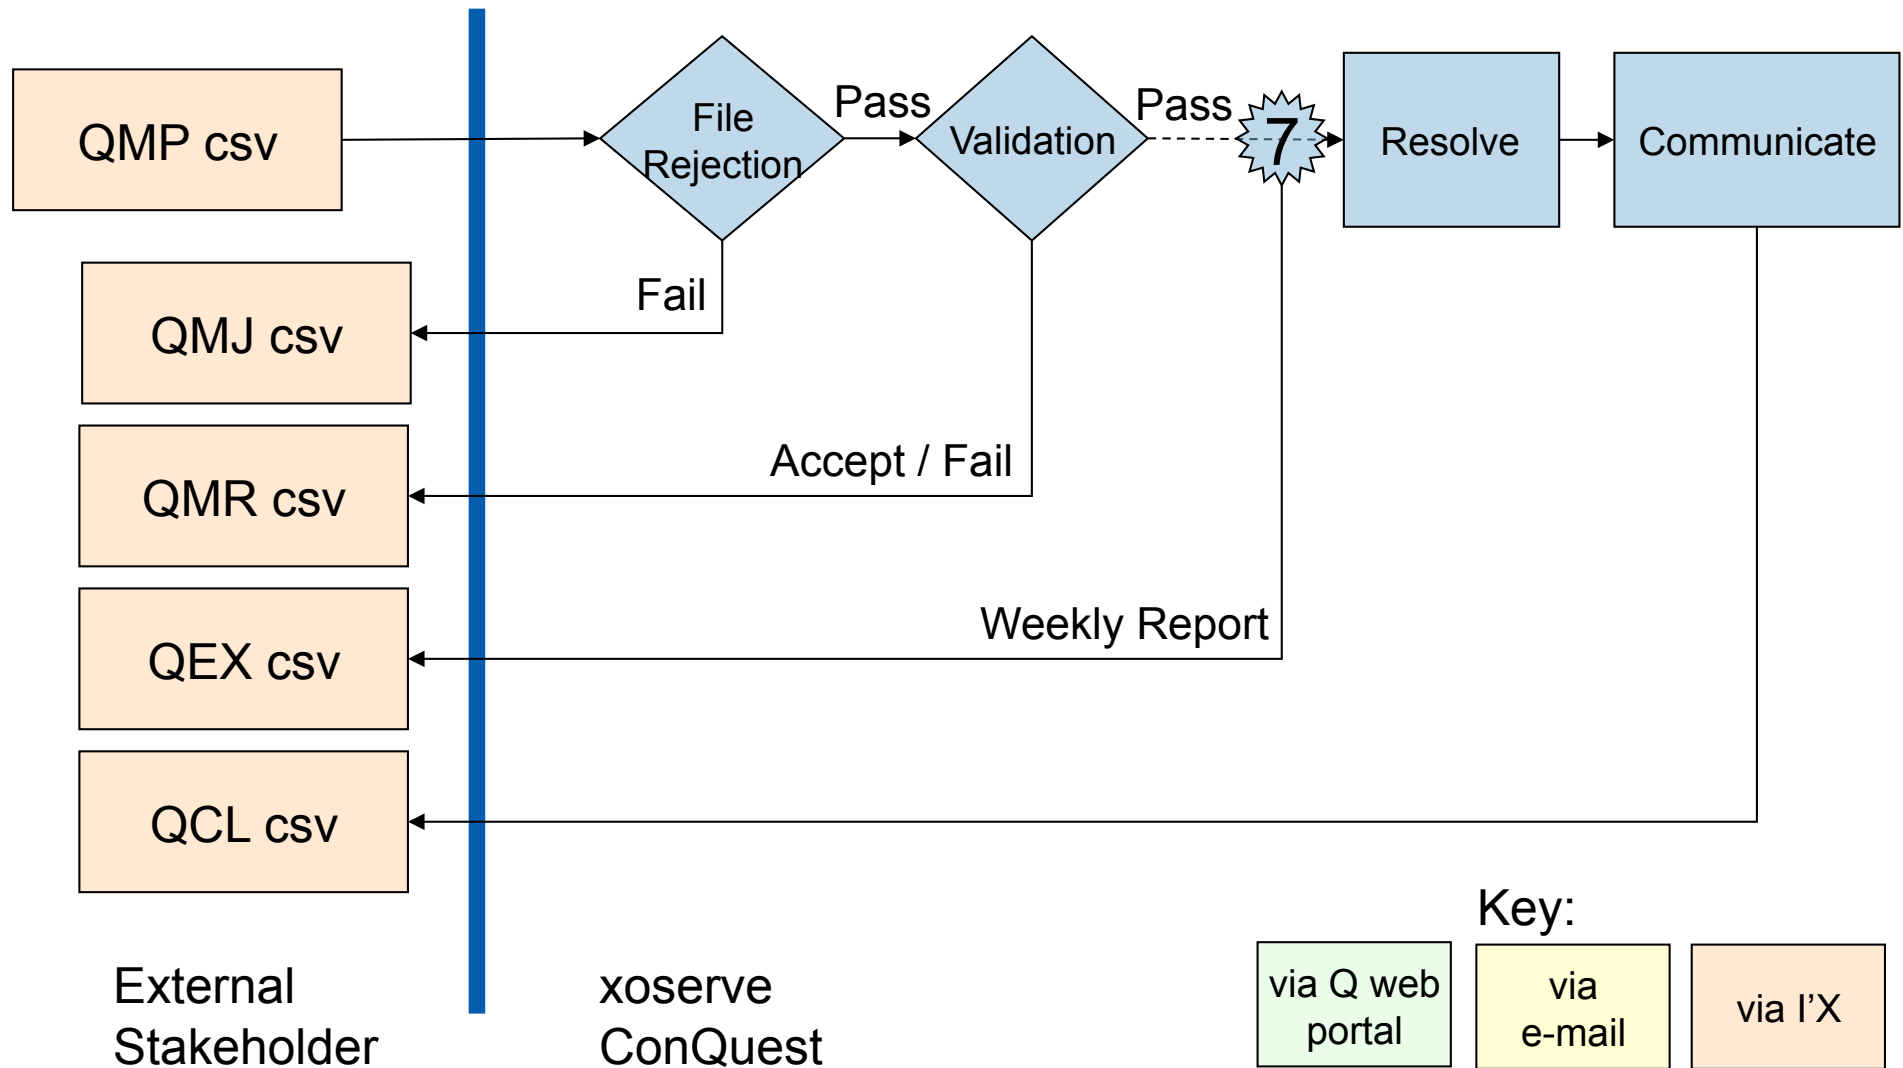 QMP csv
File
Rejection
Pass
Validation
Pass
7
Resolve
Communicate
Fail
QMJ csv
Accept / Fail
QMR csv
Weekly Report
QEX csv
QCL csv
External
Stakeholder
xoserve
ConQuest
Key:
via Q web
portal
via
e-mail
via I’X